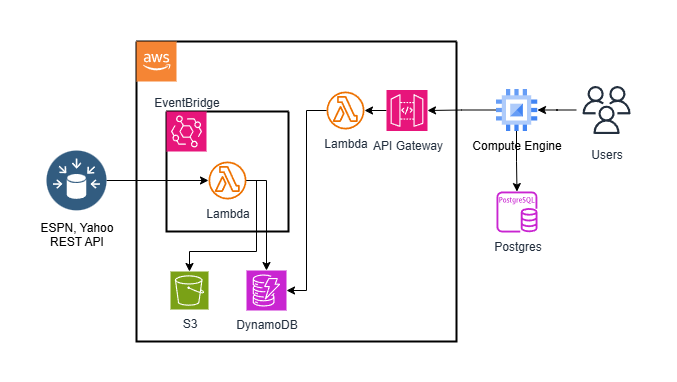 aws
EventBridge
Lambda
API Gateway
Compute Engine
Users
Lambda
ESPN, Yahoo
REST API
PostgreSQL
Postgres
S3
DynamoDB